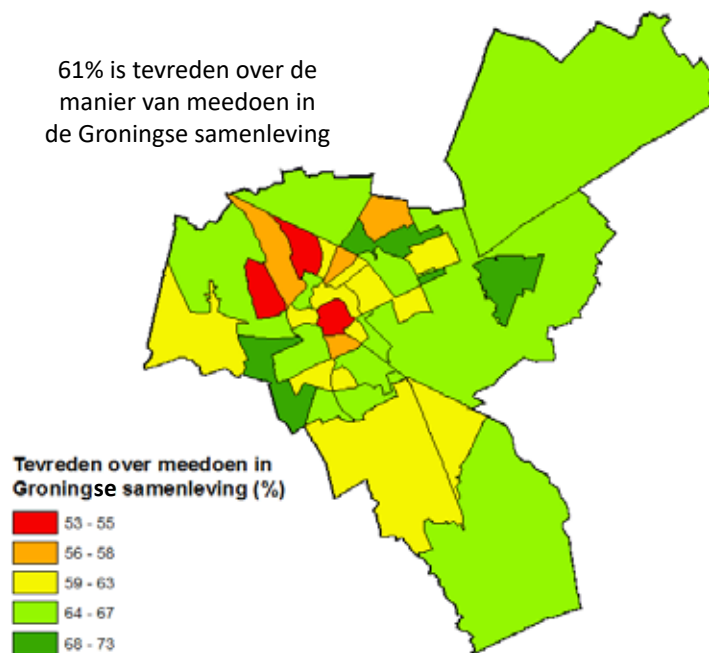 61% is tevreden over de
manier van meedoen in
de Groningse samenleving
Tevreden over meedoen in
Groningse samenleving (%)
53 - 55
56 - 58
59 - 63
64 - 67
68 - 73